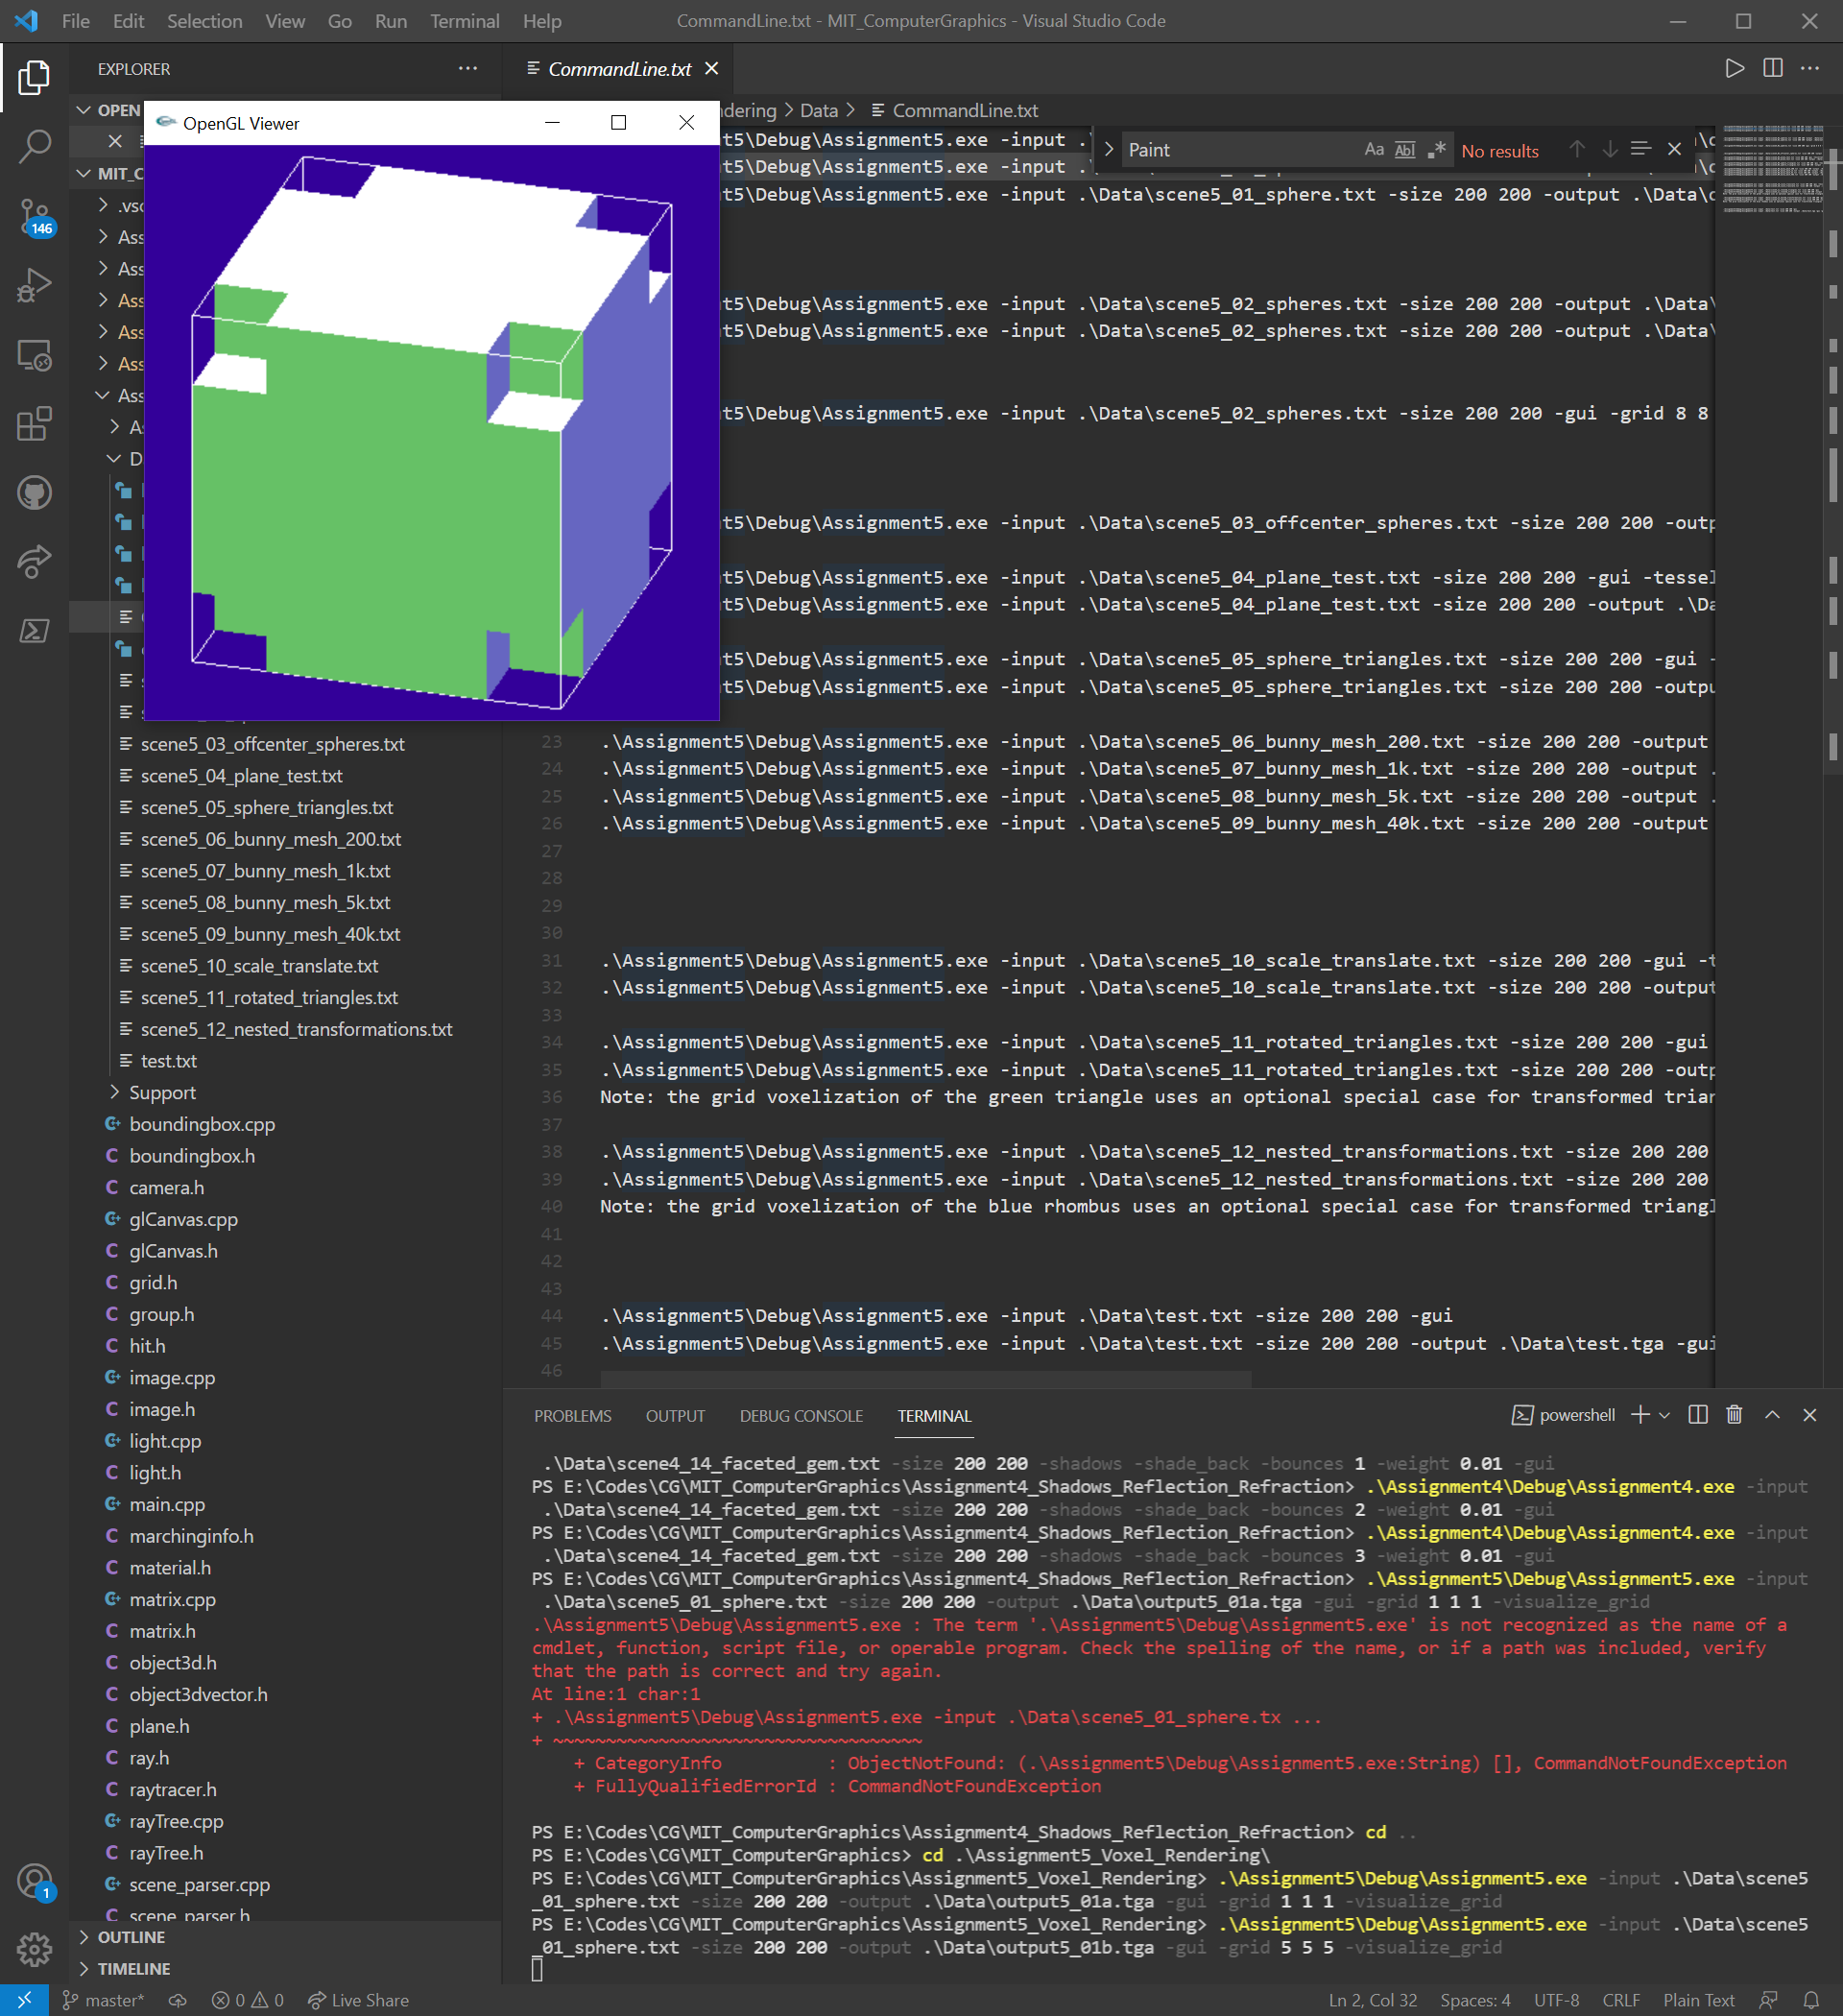 File Edit Selection View Go Run Terminal Help
CommandLine.txt - MIT_ComputerGraphics - Visual Studio Code
EXPLORER
CommandLine.txt
OPEN
OpenGL Viewer
ndering > Data > CommandLine.txt
MIT_C
Paint
Aa Abl .* No results
t5\Debug\Assignment5.exe -input .
t5\Debug\Assignment5.exe -input .
t5\Debug\Assignment5.exe -input .\Data\scene5_01_sphere.txt -size 200 200 -output .\Data\
146
.vsc
Ass
Ass
Ass
Ass
Ass
Ass
t5\Debug\Assignment5.exe -input .\Data\scene5_02_spheres.txt -size 200 200 -output .\Data\
t5\Debug\Assignment5.exe -input .\Data\scene5_02_spheres.txt -size 200 200 -output .\Data\
t5\Debug\Assignment5.exe -input .\Data\scene5_02_spheres.txt -size 200 200 -gui -grid 8 8
t5\Debug\Assignment5.exe -input .\Data\scene5_03_offcenter_spheres.txt -size 200 200 -outp
t5\Debug\Assignment5.exe -input .\Data\scene5_04_plane_test.txt -size 200 200 -gui -tessel
t5\Debug\Assignment5.exe -input .\Data\scene5_04_plane_test.txt -size 200 200 -output .\Da
t5\Debug\Assignment5.exe -input .\Data\scene5_05_sphere_triangles.txt -size 200 200 -gui -
t5\Debug\Assignment5.exe -input .\Data\scene5_05_sphere_triangles.txt -size 200 200 -outpu
23 .\Assignment5\Debug\Assignment5.exe -input .\Data\scene5_06_bunny_mesh_200.txt -size 200 200 -output
24 .\Assignment5\Debug\Assignment5.exe -input .\Data\scene5_07_bunny_mesh_1k.txt -size 200 200 -output .
25 .\Assignment5\Debug\Assignment5.exe -input .\Data\scene5_08_bunny_mesh_5k.txt -size 200 200 -output .
26 .\Assignment5\Debug\Assignment5.exe -input .\Data\scene5_09_bunny_mesh_40k.txt -size 200 200 -output
27
28
29
30
31 .\Assignment5\Debug\Assignment5.exe -input .\Data\scene5_10_scale_translate.txt -size 200 200 -gui -t
32 .\Assignment5\Debug\Assignment5.exe -input .\Data\scene5_10_scale_translate.txt -size 200 200 -output
33
34 .\Assignment5\Debug\Assignment5.exe -input .\Data\scene5_11_rotated_triangles.txt -size 200 200 -gui
35 .\Assignment5\Debug\Assignment5.exe -input .\Data\scene5_11_rotated_triangles.txt -size 200 200 -outp
36 Note: the grid voxelization of the green triangle uses an optional special case for transformed trian
37
38 .\Assignment5\Debug\Assignment5.exe -input .\Data\scene5_12_nested_transformations.txt -size 200 200
39 .\Assignment5\Debug\Assignment5.exe -input .\Data\scene5_12_nested_transformations.txt -size 200 200
40 Note: the grid voxelization of the blue rhombus uses an optional special case for transformed triangl
41
42
43
44 .\Assignment5\Debug\Assignment5.exe -input .\Data\test.txt -size 200 200 -gui
45 .\Assignment5\Debug\Assignment5.exe -input .\Data\test.txt -size 200 200 -output .\Data\test.tga -gui
46
scene5_03_offcenter_spheres.txt
scene5_04_plane_test.txt
scene5_05_sphere_triangles.txt
scene5_06_bunny_mesh_200.txt
scene5_07_bunny_mesh_1k.txt
scene5_08_bunny_mesh_5k.txt
scene5_09_bunny_mesh_40k.txt
scene5_10_scale_translate.txt
scene5_11_rotated_triangles.txt
scene5_12_nested_transformations.txt
test.txt
Support
boundingbox.cpp
boundingbox.h
camera.h
glCanvas.cpp
glCanvas.h
grid.h
group.h
hit.h
image.cpp
image.h
light.cpp
light.h
main.cpp
marchinginfo.h
material.h
matrix.cpp
matrix.h
object3d.h
object3dvector.h
plane.h
ray.h
raytracer.h
rayTree.cpp
rayTree.h
scene_parser.cpp
scene_parser.h
OUTLINE
TIMELINE
PROBLEMS OUTPUT DEBUG CONSOLE TERMINAL
powershell
.\Data\scene4_14_faceted_gem.txt -size 200 200 -shadows -shade_back -bounces 1 -weight 0.01 -gui
PS E:\Codes\CG\MIT_ComputerGraphics\Assignment4_Shadows_Reflection_Refraction> .\Assignment4\Debug\Assignment4.exe -input
.\Data\scene4_14_faceted_gem.txt -size 200 200 -shadows -shade_back -bounces 2 -weight 0.01 -gui
PS E:\Codes\CG\MIT_ComputerGraphics\Assignment4_Shadows_Reflection_Refraction> .\Assignment4\Debug\Assignment4.exe -input
.\Data\scene4_14_faceted_gem.txt -size 200 200 -shadows -shade_back -bounces 3 -weight 0.01 -gui
PS E:\Codes\CG\MIT_ComputerGraphics\Assignment4_Shadows_Reflection_Refraction> .\Assignment5\Debug\Assignment5.exe -input
.\Data\scene5_01_sphere.txt -size 200 200 -output .\Data\output5_01a.tga -gui -grid 1 1 1 -visualize_grid
.\Assignment5\Debug\Assignment5.exe : The term '.\Assignment5\Debug\Assignment5.exe' is not recognized as the name of a
cmdlet, function, script file, or operable program. Check the spelling of the name, or if a path was included, verify
that the path is correct and try again.
At line:1 char:1
+ .\Assignment5\Debug\Assignment5.exe -input .\Data\scene5_01_sphere.tx ...
+ ~~~~~~~~~~~~~~~~~~~~~~~~~~~~~~~~~~~
+ CategoryInfo : ObjectNotFound: (.\Assignment5\Debug\Assignment5.exe:String) [], CommandNotFoundException
+ FullyQualifiedErrorId : CommandNotFoundException
PS E:\Codes\CG\MIT_ComputerGraphics\Assignment4_Shadows_Reflection_Refraction> cd ..
PS E:\Codes\CG\MIT_ComputerGraphics> cd .\Assignment5_Voxel_Rendering\
PS E:\Codes\CG\MIT_ComputerGraphics\Assignment5_Voxel_Rendering> .\Assignment5\Debug\Assignment5.exe -input .\Data\scene5
_01_sphere.txt -size 200 200 -output .\Data\output5_01a.tga -gui -grid 1 1 1 -visualize_grid
PS E:\Codes\CG\MIT_ComputerGraphics\Assignment5_Voxel_Rendering> .\Assignment5\Debug\Assignment5.exe -input .\Data\scene5
_01_sphere.txt -size 200 200 -output .\Data\output5_01b.tga -gui -grid 5 5 5 -visualize_grid
1
master* 0 0 Live Share
Ln 2, Col 32 Spaces: 4 UTF-8 CRLF Plain Text